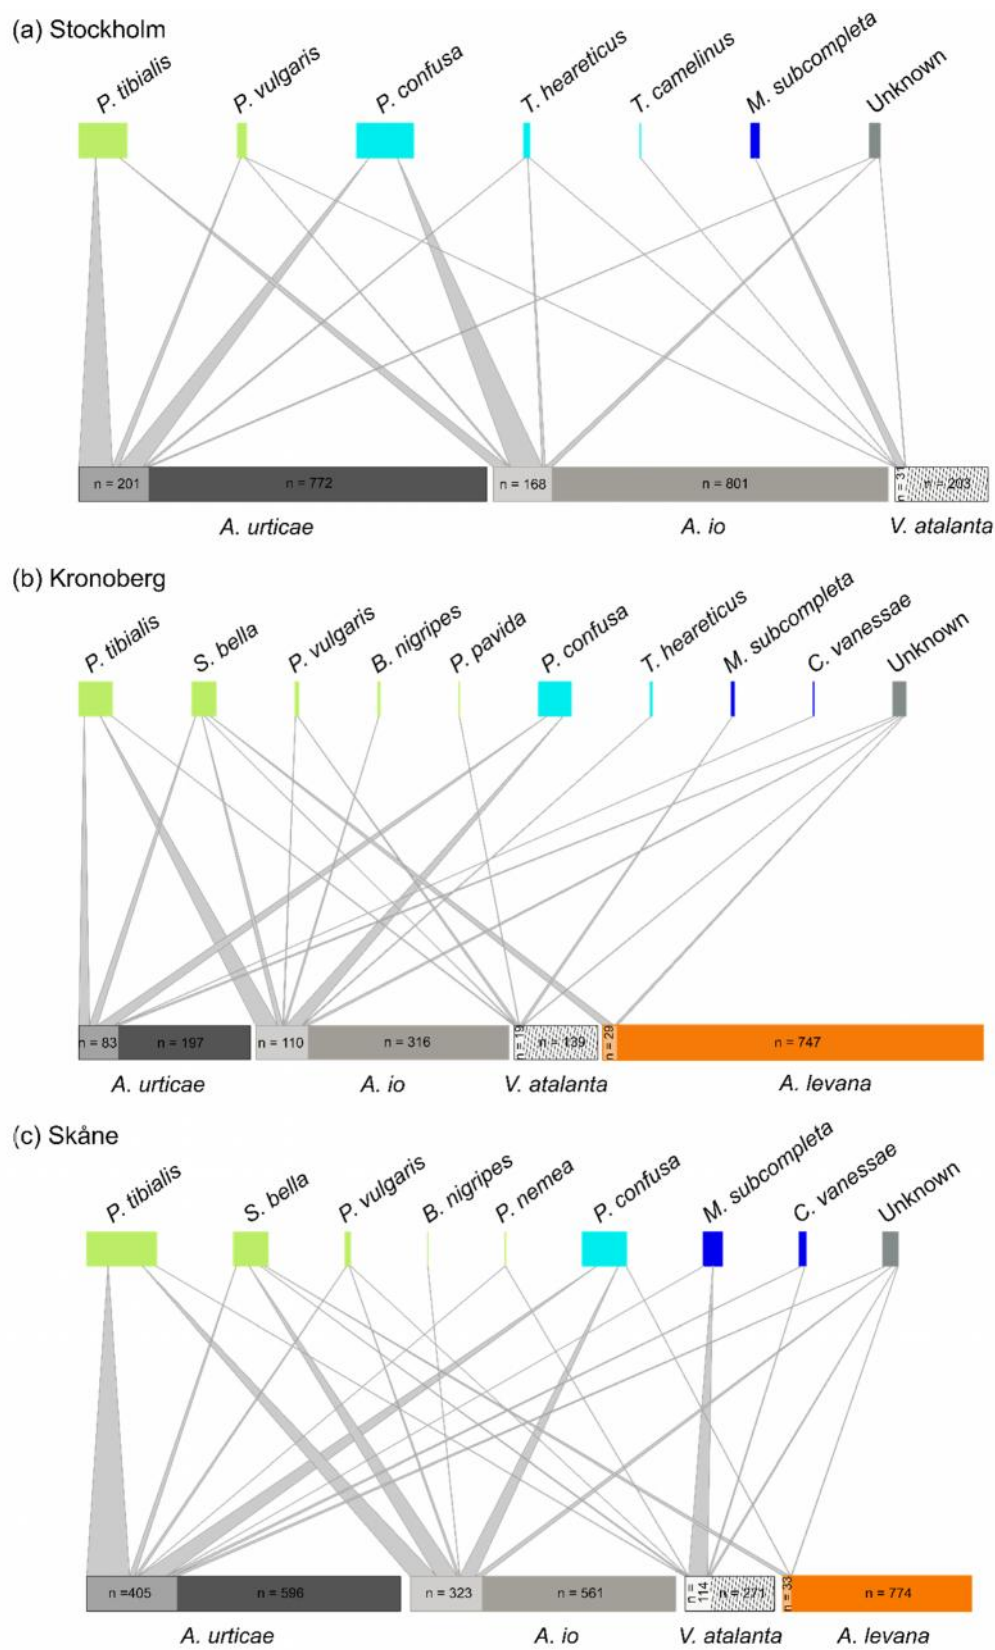 (a) Stockholm
P. tibialis
P. vulgaris
P. confusa
T. heareticus
T. camelinus
M. subcompleta
Unknown
n = 201
n = 772
n = 168
n = 801
n = 31
n = 203
A. urticae
A. io
V. atalanta
(b) Kronoberg
P. tibialis
S. bella
P. vulgaris
B. nigripes
P. pavida
P. confusa
T. heareticus
M. subcompleta
C. vanessae
Unknown
n = 83
n = 197
n = 110
n = 316
n = 19
n = 139
n = 29
n = 747
A. urticae
A. io
V. atalanta
A. levana
(c) Skåne
P. tibialis
S. bella
P. vulgaris
B. nigripes
P. nemea
P. confusa
M. subcompleta
C. vanessae
Unknown
n =405
n = 596
n = 323
n = 561
n =
114
n = 271
n = 33
n = 774
A. urticae
A. io
V. atalanta
A. levana